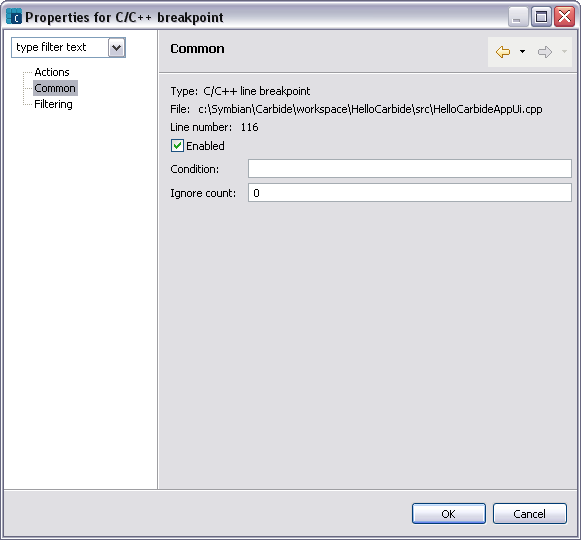 Properties for C/C++ breakpoint
type filter text
Actions
Common
Filtering
Common
Type: C/C++ line breakpoint
File: c:\Symbian\Carbide\workspace\HelloCarbide\src\HelloCarbideAppUi.cpp
Line number: 116
Enabled
Condition:
Ignore count: 0
OK Cancel